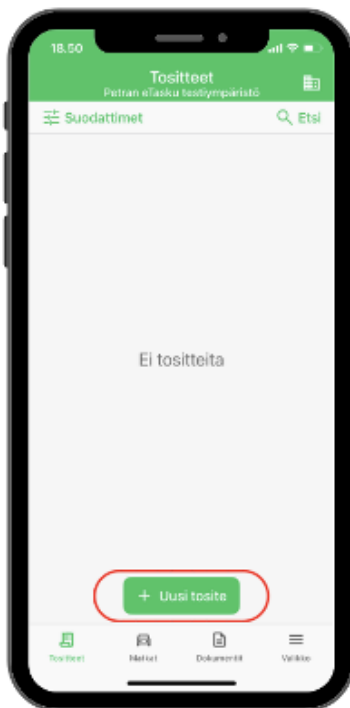 18.50
Tositteet
Petran eTasku testiympäristö
Suodattimet
Etsi
Ei tositteita
+ Uusi tosite
Tositteet
Matkat
Dokumentit
Valikko